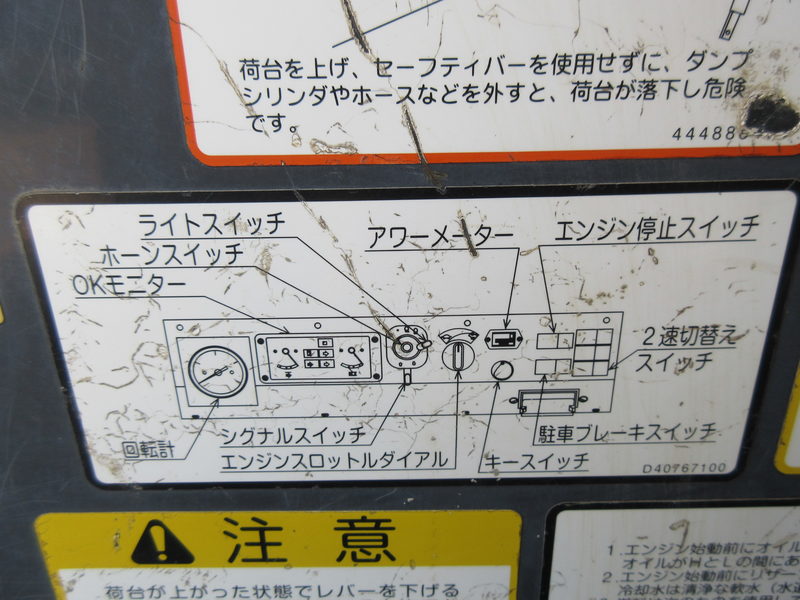 荷台を上げ、セーフティバーを使用せずに、ダンプ
シリンダやホースなどを外すと、荷台が落下し危険
です。
ライトスイッチ
ホーンスイッチ
OKモニター
アワーメーター
エンジン停止スイッチ
2速切替え
スイッチ
回転計
シグナルスイッチ
エンジンスロットルダイアル
キースイッチ
駐車ブレーキスイッチ
D40767100
注意
荷台が上がった状態でレバーを下げる
1.エンジン始動前にオイル
オイルがHとLの間にあ
2.エンジン始動前にリザー
冷却水は清浄な軟水(水道